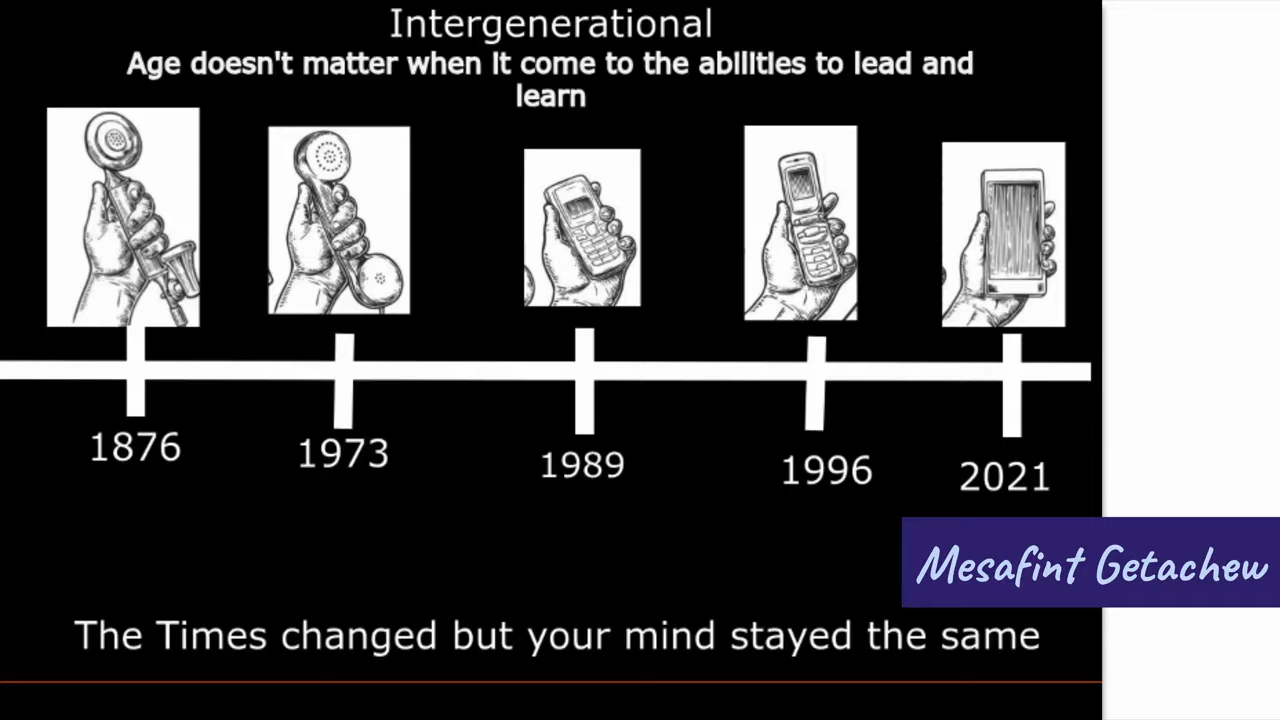 Intergenerational
Age doesn't matter when it come to the abilities to lead and
learn
1876
1973
1989
1996
2021
Mesafint Getachew
The Times changed but your mind stayed the same